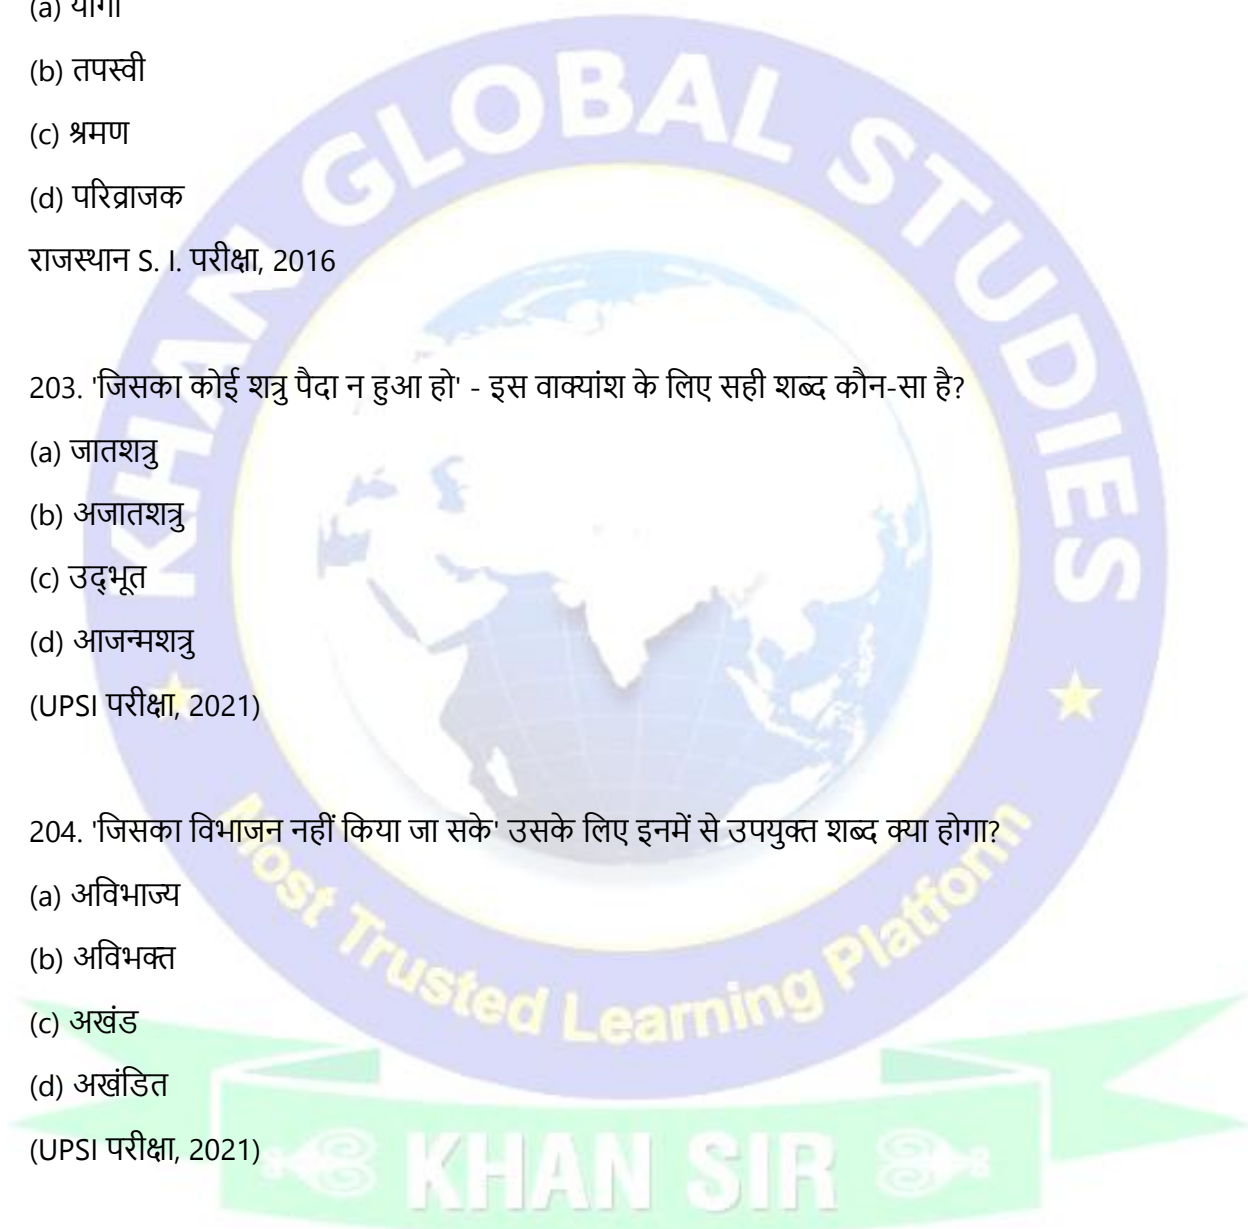 (a) योगी
(b) तपस्वी
(c) श्रमण
(d) परिव्राजक
राजस्थान S. I. परीक्षा, 2016
203. 'जिसका कोई शत्रु पैदा न हुआ हो' - इस वाक्यांश के लिए सही शब्द कौन-सा है?
(a) जातशत्रु
(b) अजातशत्रु
(c) उद्‌भूत
(d) आजन्मशत्रु
(UPSI परीक्षा, 2021)
204. 'जिसका विभाजन नहीं किया जा सके' उसके लिए इनमें से उपयुक्त शब्द क्या होगा?
(a) अविभाज्य
(b) अविभक्त
(c) अखंड
(d) अखंडित
(UPSI परीक्षा, 2021)
KHAN GLOBAL STUDIES
Most Trusted Learning Platform
KHAN SIR